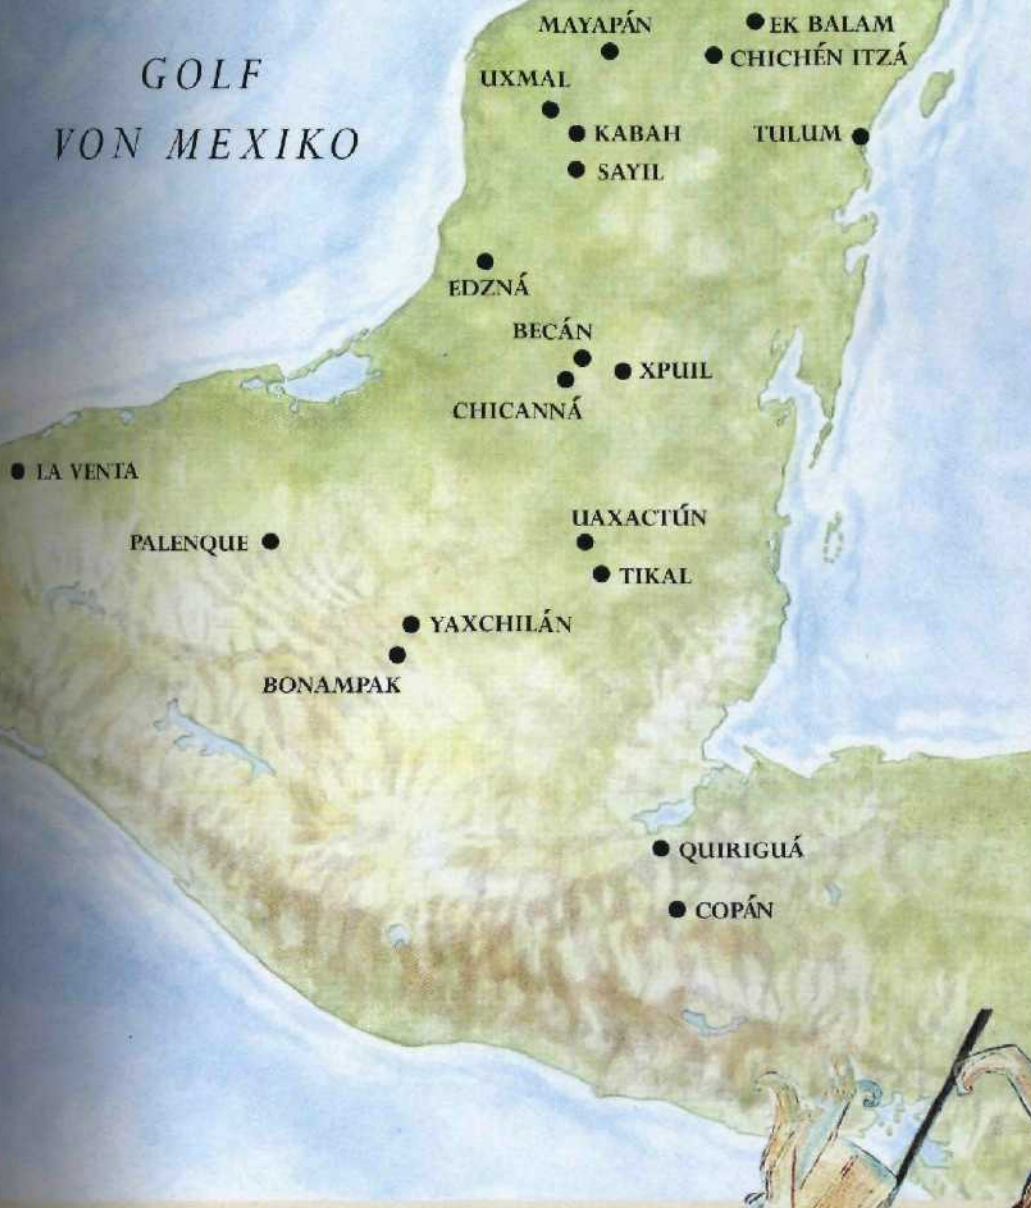 MAYAPÁN
EK BALAM
CHICHÉN ITZÁ
GOLF
VON MEXIKO
UXMAL
KABAH
TULUM
SAYIL
EDZNÁ
BECÁN
XPUIL
CHICANNÁ
LA VENTA
UAXACTÚN
PALENQUE
TIKAL
YAXCHILÁN
BONAMPAK
QUIRIGUÁ
COPÁN